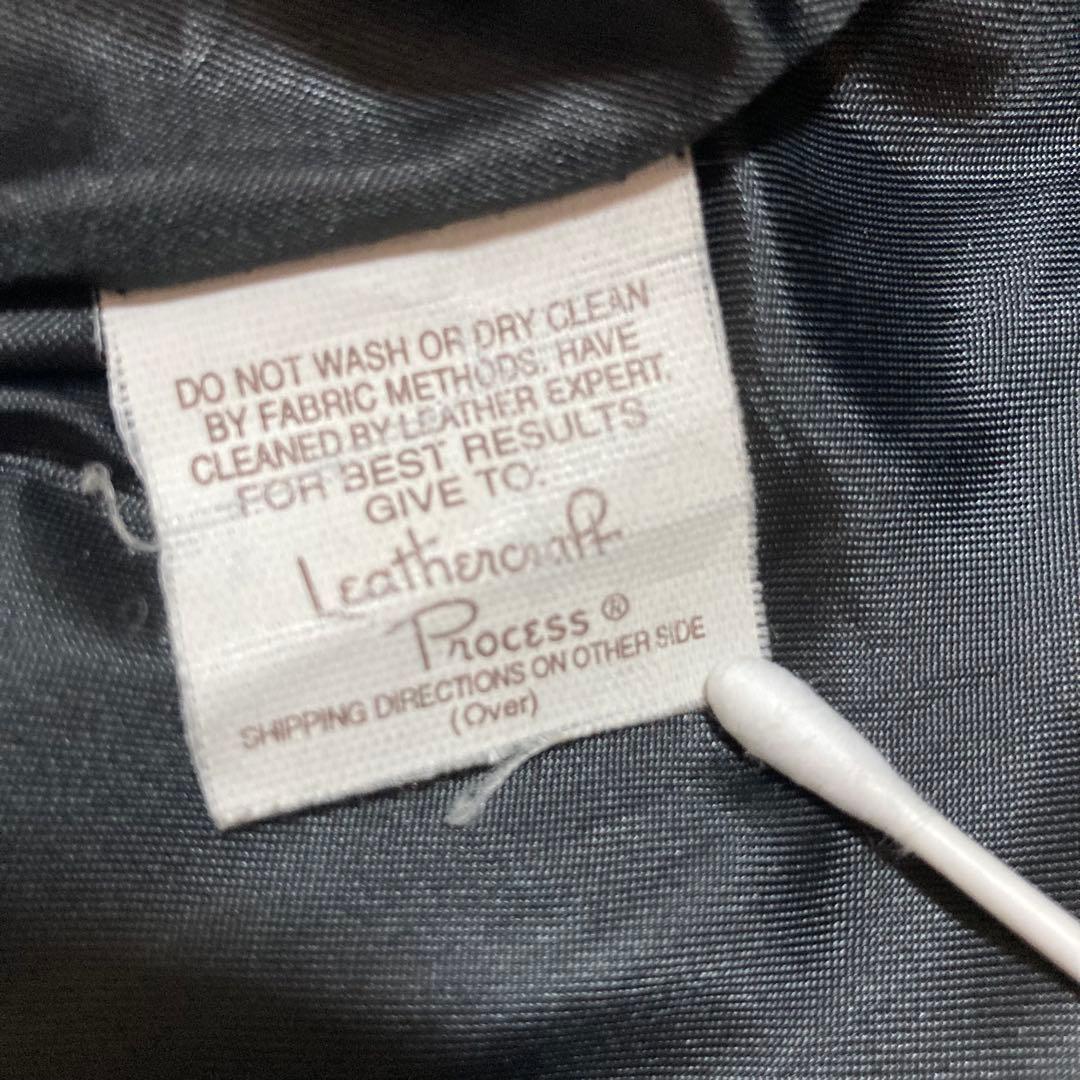 DO NOT WASH OR DRY CLEAN
BY FABRIC METHODS. HAVE
CLEANED BY LEATHER EXPERT.
FOR BEST RESULTS
GIVE TO:
Leathercraft
Process ®
SHIPPING DIRECTIONS ON OTHER SIDE
(Over)